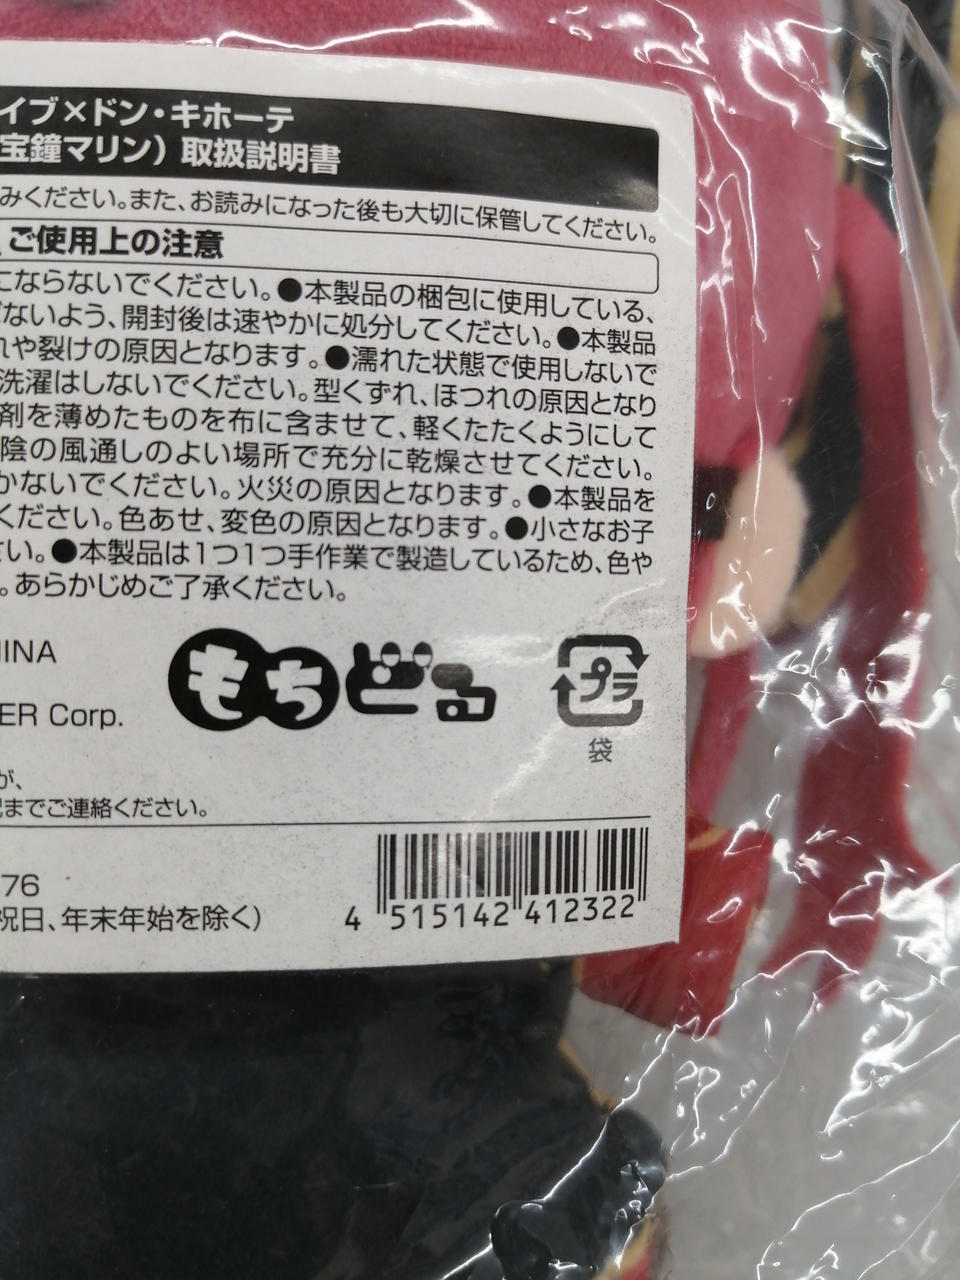 イブ×ドン・キホーテ
宝鐘マリン）取扱説明書
みください。また、お読みになった後も大切に保管してください。
ご使用上の注意
にならないでください。●本製品の梱包に使用している、
ないよう、開封後は速やかに処分してください。●本製品
れや裂けの原因となります。●濡れた状態で使用しないで
洗濯はしないでください。型くずれ、ほつれの原因となり
剤を薄めたものを布に含ませて、軽くたたくようにして
陰の風通しのよい場所で充分に乾燥させてください。
かないでください。火災の原因となります。●本製品を
ください。色あせ、変色の原因となります。●小さなお子
さい。●本製品は1つ1つ手作業で製造しているため、色や
。あらかじめご了承ください。
HINA
もちどる
プラ
ER Corp.
袋
が、
記までご連絡ください。
76
祝日、年末年始を除く）
4 515142 412322